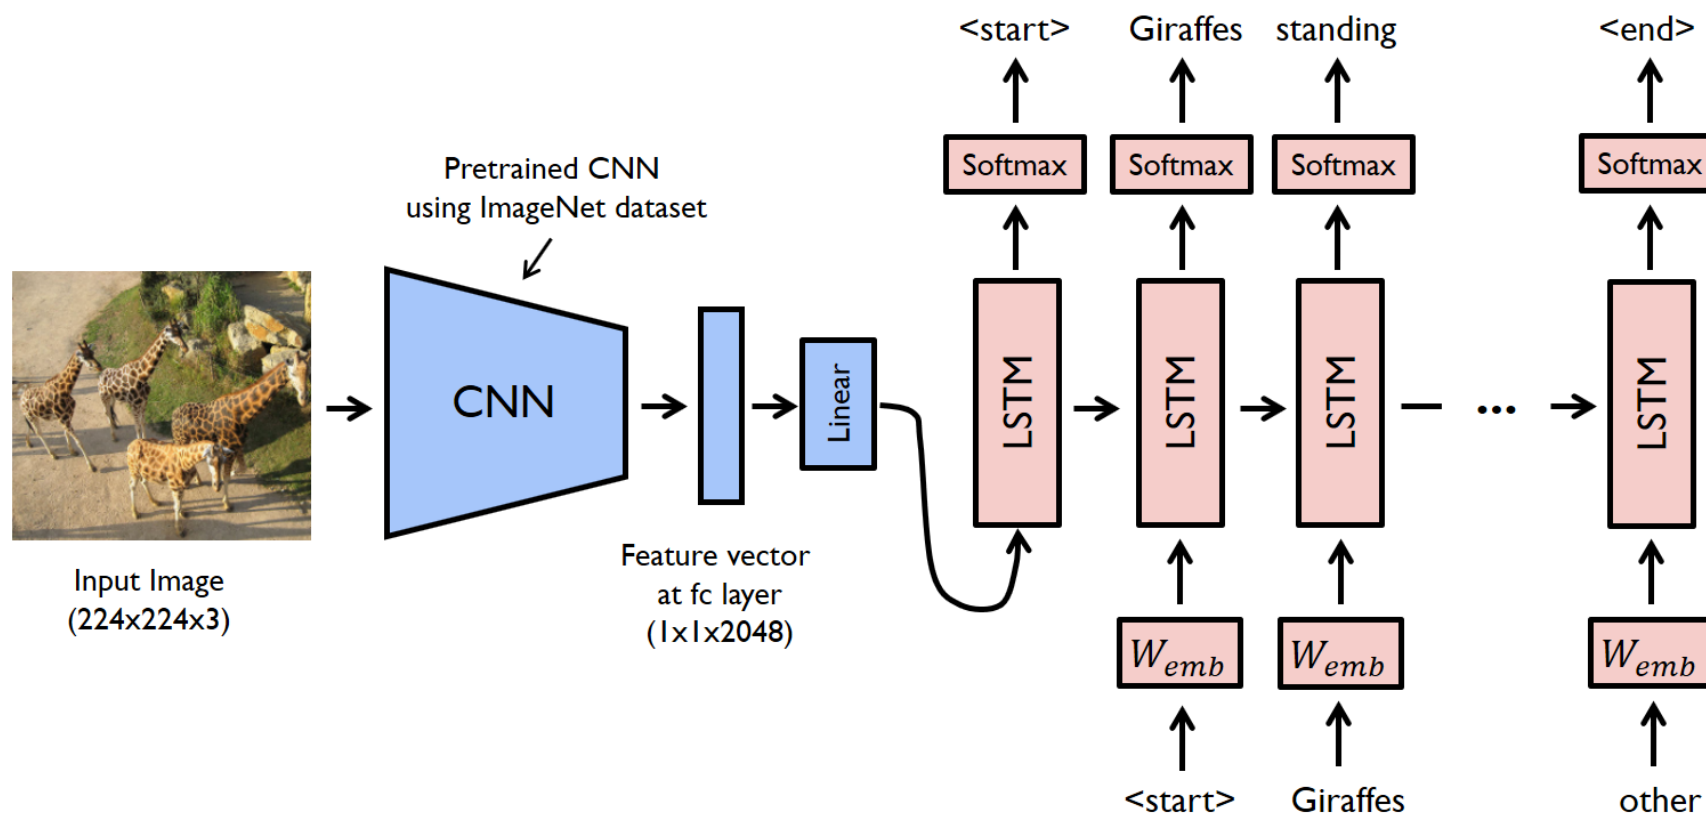 <start> Giraffes standing <end>
Softmax Softmax Softmax Softmax
Pretrained CNN
using ImageNet dataset
CNN
Linear
LSTM LSTM LSTM ... LSTM
Input Image
(224x224x3)
Feature vector
at fc layer
(1x1x2048)
W_emb W_emb W_emb
<start> Giraffes other